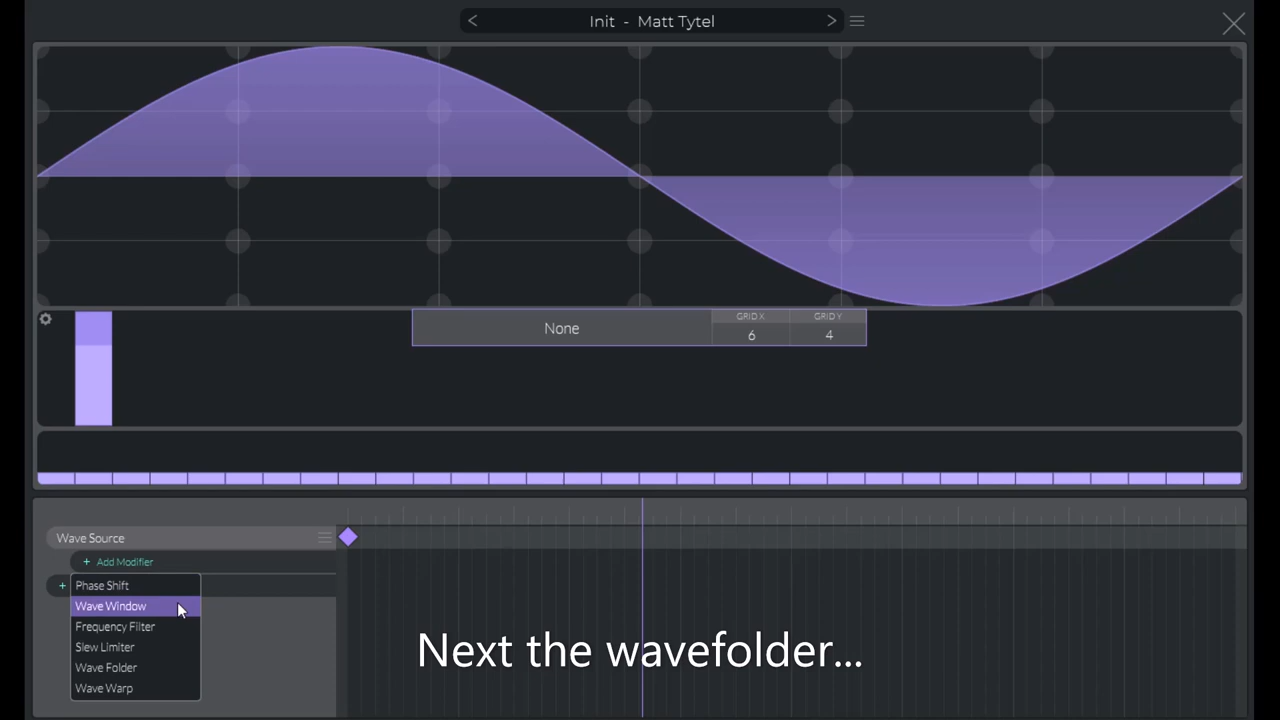 < Init - Matt Tytel >
None
GRID X
6
GRID Y
4
Wave Source
+ Add Modifier
+
Phase Shift
Wave Window
Frequency Filter
Slew Limiter
Wave Folder
Wave Warp
Next the wavefolder...